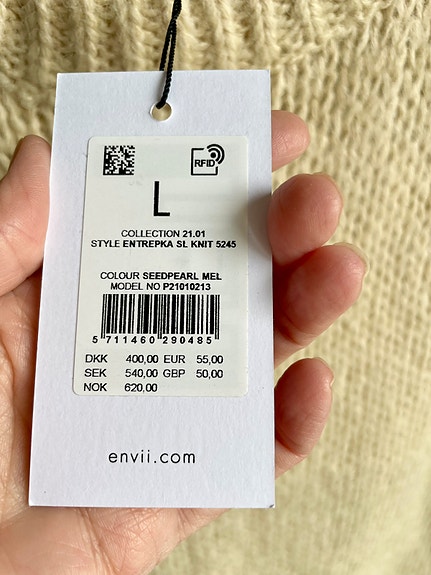 RFID
L
COLLECTION 21.01
STYLE ENTREPKA SL KNIT 5245
COLOUR SEEDPEARL MEL
MODEL NO P21010213
5 711460 290485
DKK 400,00 EUR 55,00
SEK 540,00 GBP 50,00
NOK 620,00
envii.com